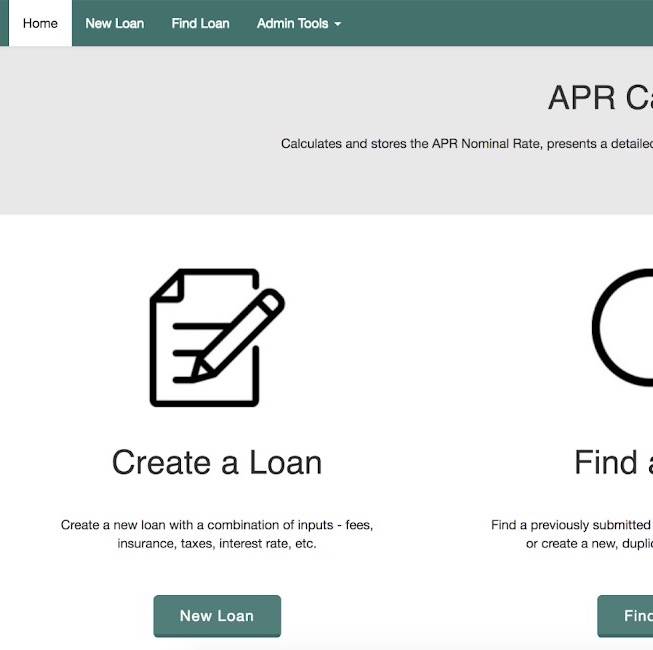 Home New Loan Find Loan Admin Tools
APR C
Calculates and stores the APR Nominal Rate, presents a detailed
Create a Loan
Find
Create a new loan with a combination of inputs - fees,
insurance, taxes, interest rate, etc.
Find a previously submitted
or create a new, dupli
New Loan
Find